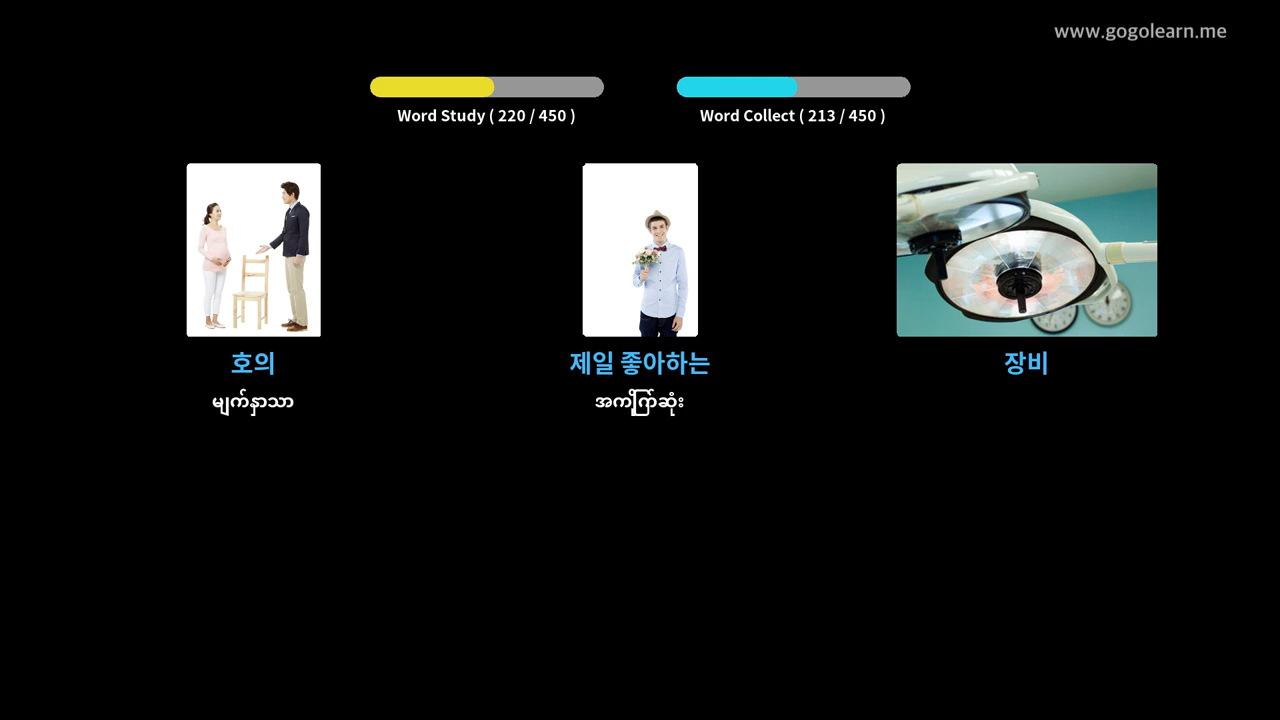 www.gogolearn.me
Word Study ( 220 / 450 )
Word Collect ( 213 / 450 )
호의
제일 좋아하는
장비
မျက်နှာသာ
အကြိုက်ဆုံး